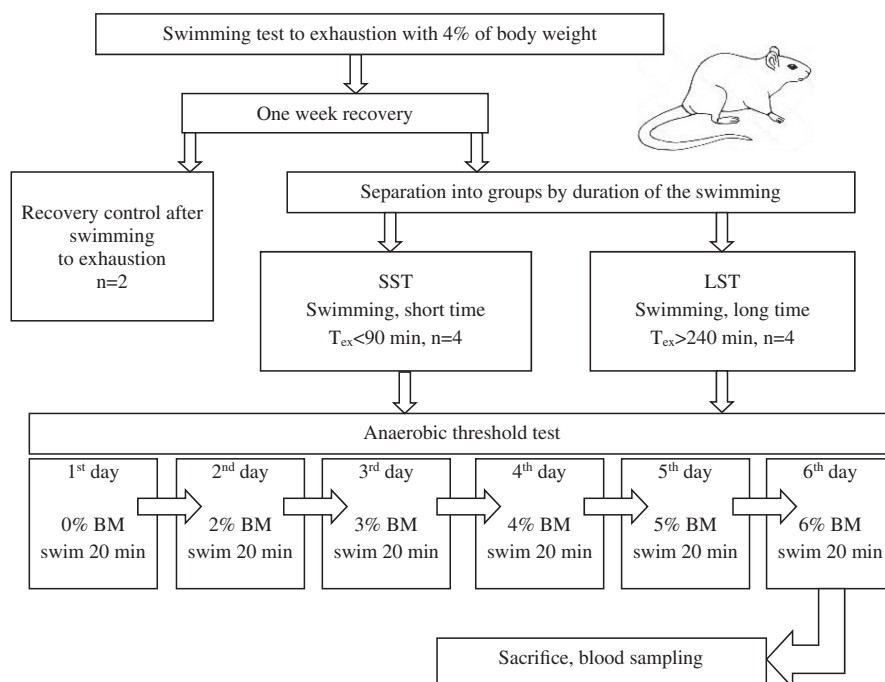 Swimming test to exhaustion with 4% of body weight
One week recovery
Recovery control after
swimming
to exhaustion
n=2
Separation into groups by duration of the swimming
SST
Swimming, short time
Tex<90 min, n=4
LST
Swimming, long time
Tex>240 min, n=4
Anaerobic threshold test
1st day
0% BM
swim 20 min
2nd day
2% BM
swim 20 min
3rd day
3% BM
swim 20 min
4th day
4% BM
swim 20 min
5th day
5% BM
swim 20 min
6th day
6% BM
swim 20 min
Sacrifice, blood sampling